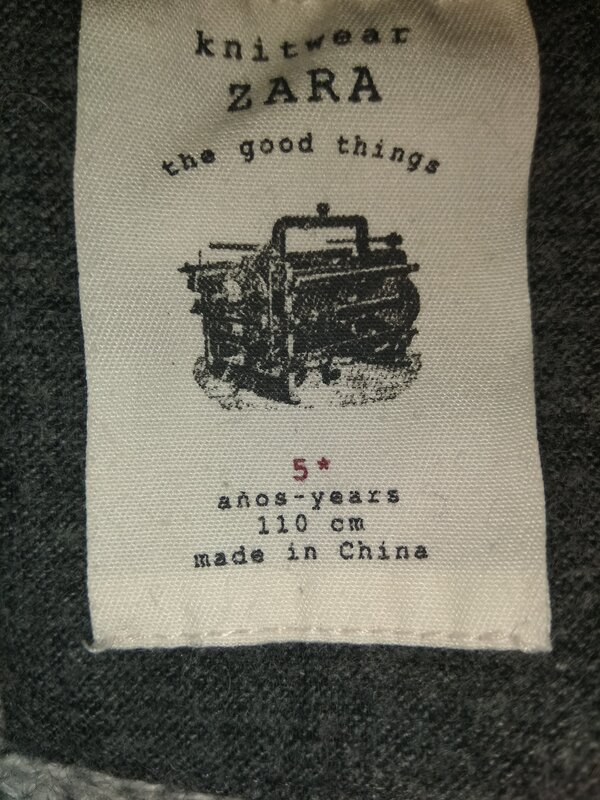 knitwear
ZARA
the good things
5*
años-years
110 cm
made in China